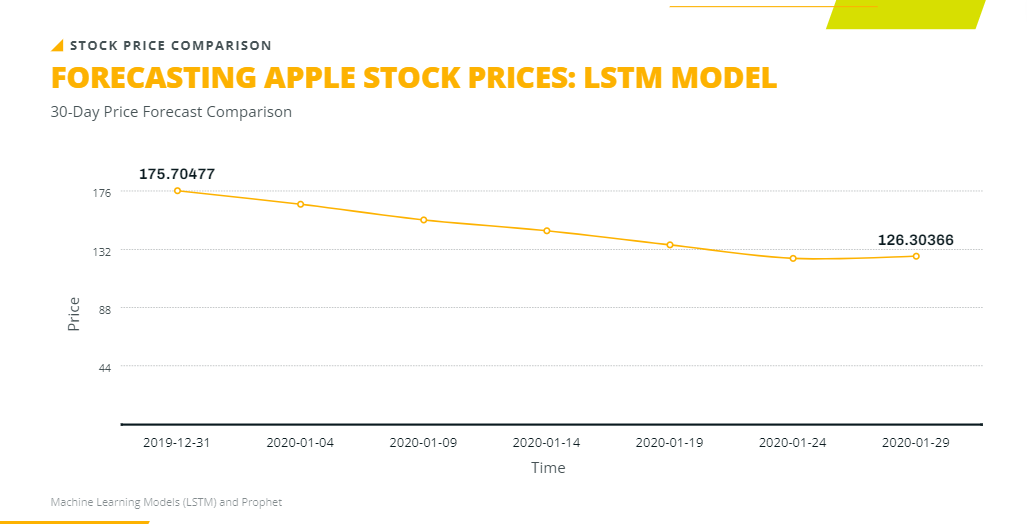 STOCK PRICE COMPARISON
FORECASTING APPLE STOCK PRICES: LSTM MODEL
30-Day Price Forecast Comparison
175.70477
126.30366
176
132
88
44
Price
2019-12-31 2020-01-04 2020-01-09 2020-01-14 2020-01-19 2020-01-24 2020-01-29
Time
Machine Learning Models (LSTM) and Prophet